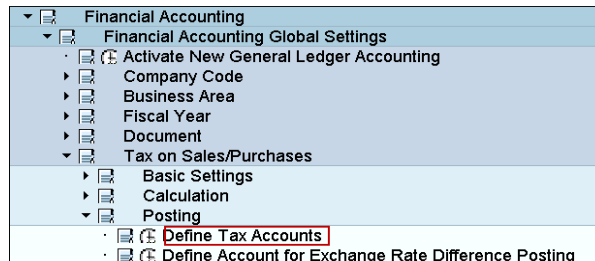 Financial Accounting
Financial Accounting Global Settings
Activate New General Ledger Accounting
Company Code
Business Area
Fiscal Year
Document
Tax on Sales/Purchases
Basic Settings
Calculation
Posting
Define Tax Accounts
Define Account for Exchange Rate Difference Posting